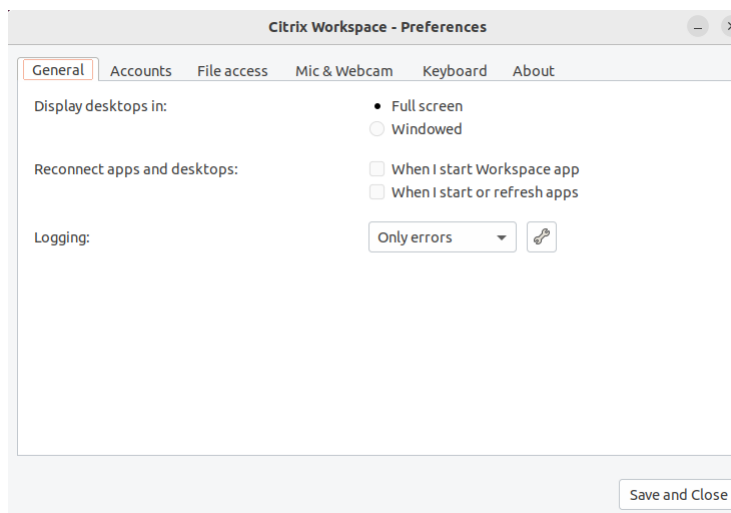 Citrix Workspace - Preferences
General Accounts File access Mic & Webcam Keyboard About
Display desktops in: Full screen
Windowed
Reconnect apps and desktops: When I start Workspace app
When I start or refresh apps
Logging: Only errors
Save and Close